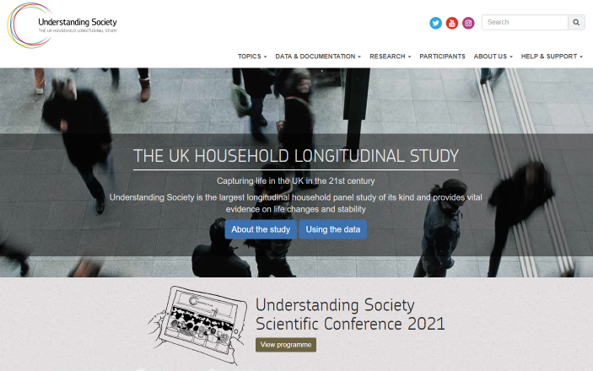 Understanding Society
THE UK HOUSEHOLD LONGITUDINAL STUDY
Search
TOPICS
DATA & DOCUMENTATION
RESEARCH
PARTICIPANTS
ABOUT US
HELP & SUPPORT
THE UK HOUSEHOLD LONGITUDINAL STUDY
Capturing life in the UK in the 21st century
Understanding Society is the largest longitudinal household panel study of its kind and provides vital
evidence on life changes and stability
About the study
Using the data
Understanding Society
Scientific Conference 2021
View programme